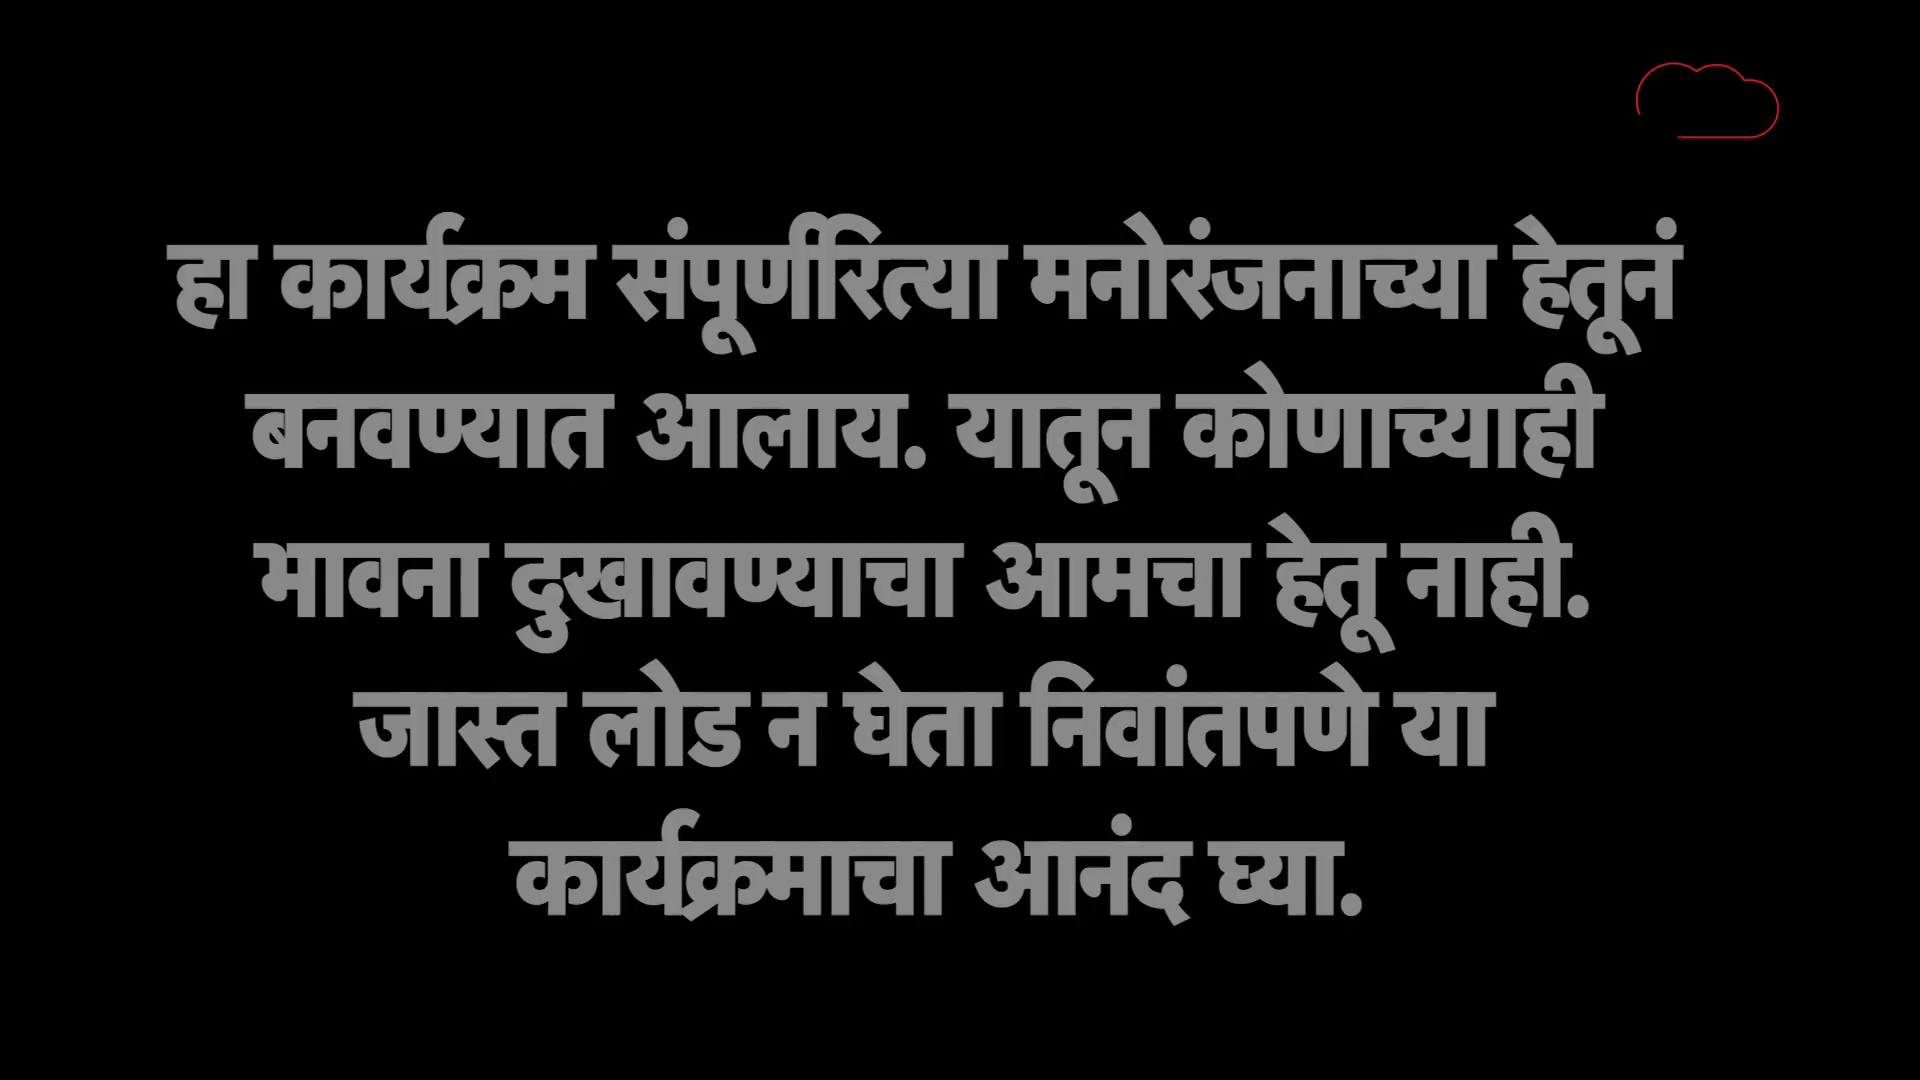 हा कार्यक्रम संपूर्णरित्या मनोरंजनाच्या हेतूनं
बनवण्यात आलाय. यातून कोणाच्याही
भावना दुखावण्याचा आमचा हेतू नाही.
जास्त लोड न घेता निवांतपणे या
कार्यक्रमाचा आनंद घ्या.